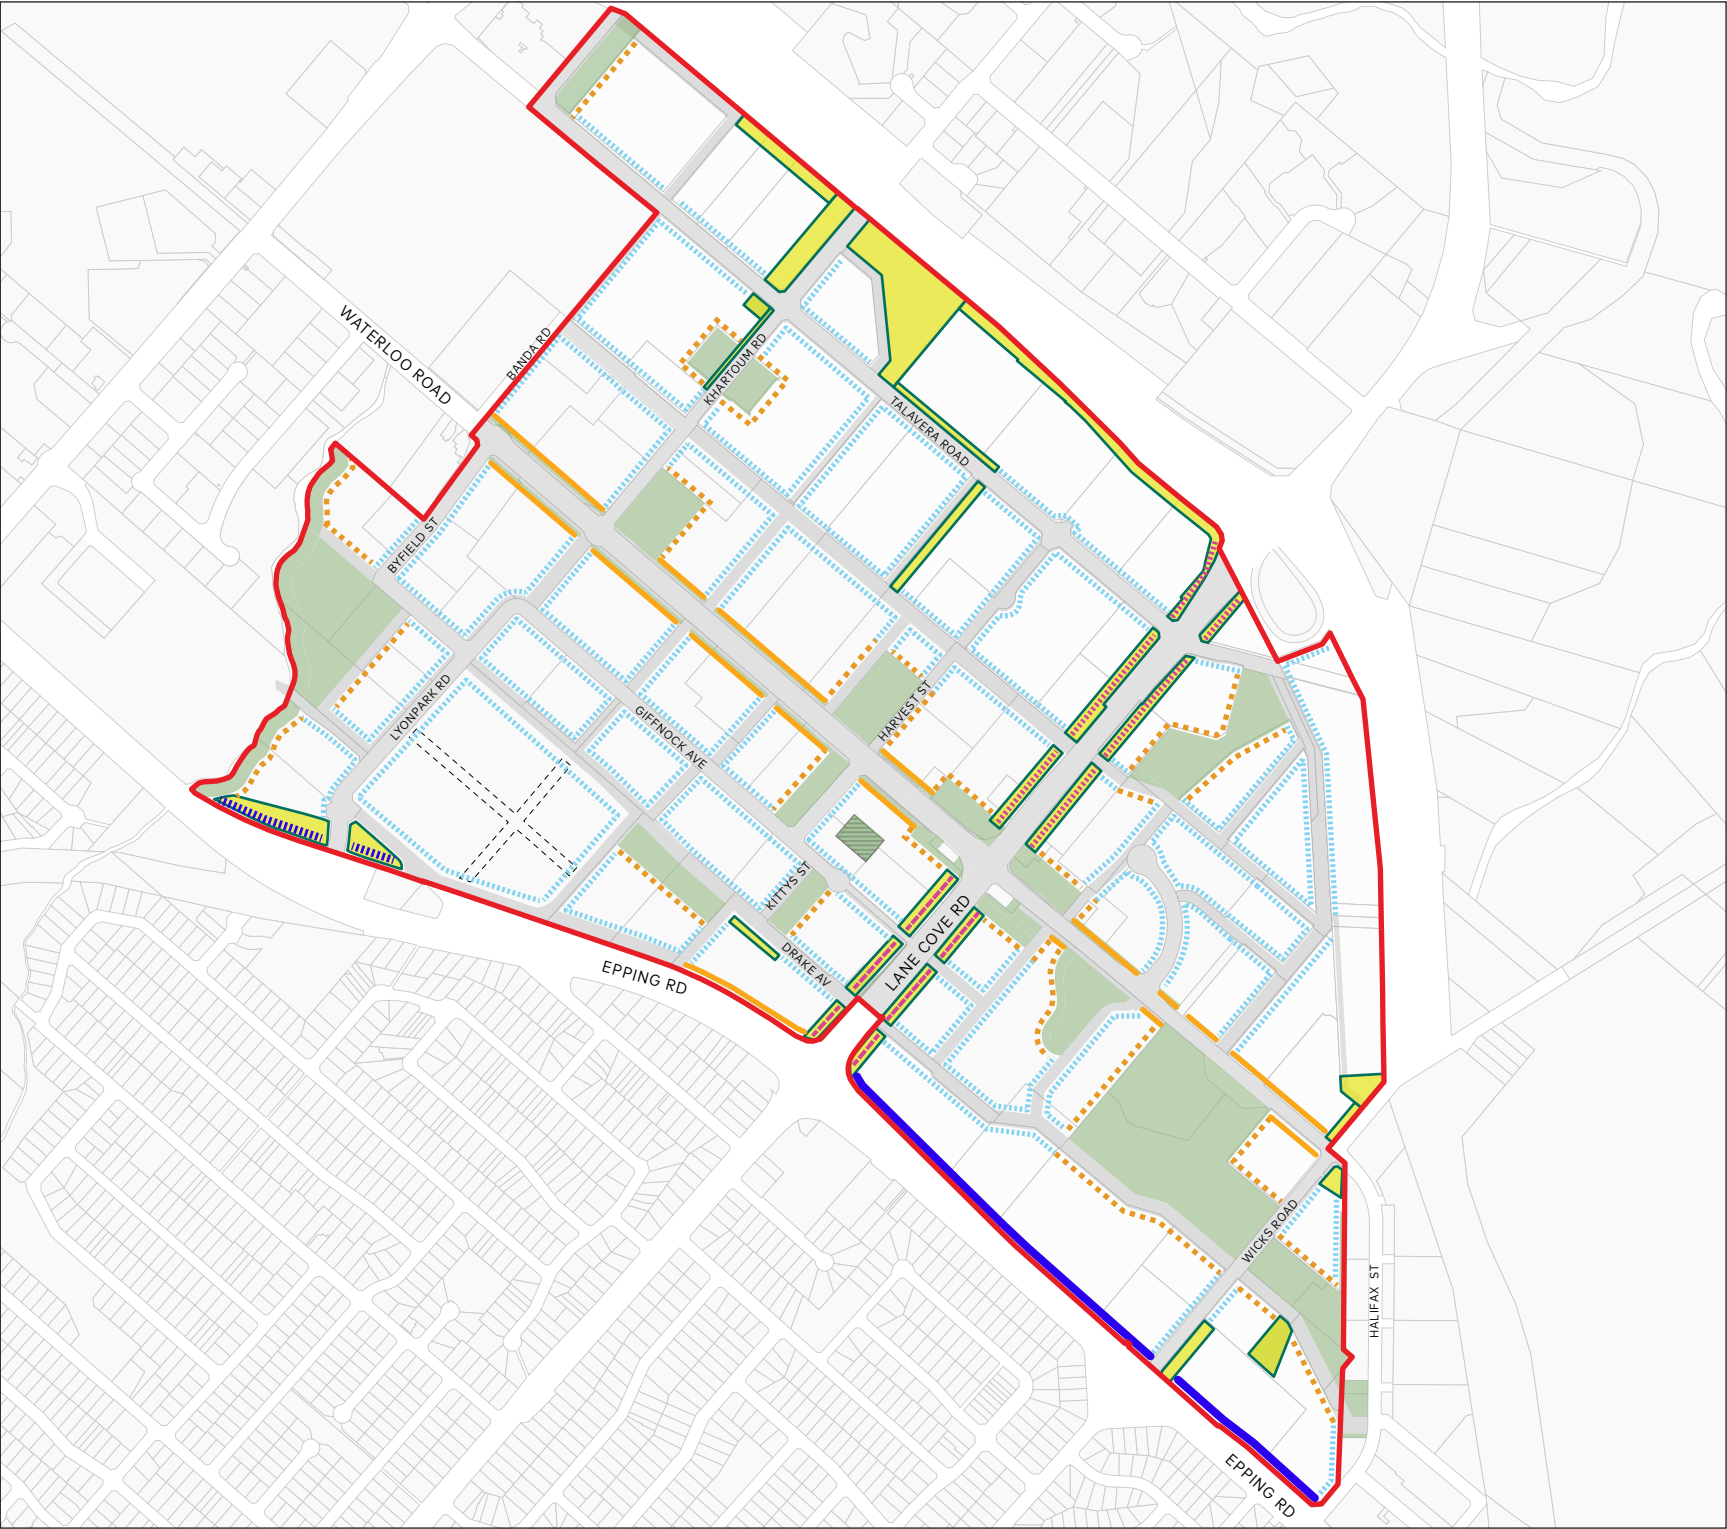 WATERLOO ROAD
BANDA RD
KHARTOUM RD
TALAVERA ROAD
BYFIELD ST
LYONPARK RD
GIFFNOCK AVE
HARVEST ST
KITTYS ST
DRAKE AV
LANE COVE RD
EPPING RD
WICKS ROAD
HALIFAX ST
EPPING RD